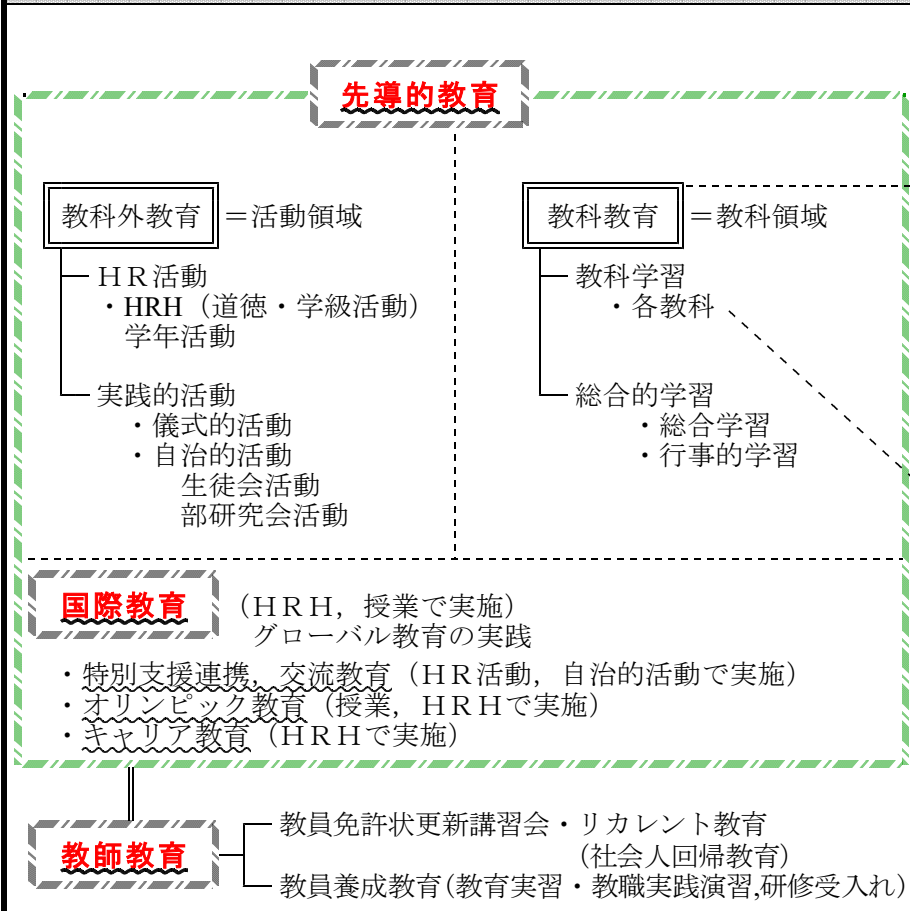 先導的教育
教科外教育 =活動領域
ＨＲ活動
・HRH（道徳・学級活動）
学年活動
実践的活動
・儀式的活動
・自治的活動
生徒会活動
部研究会活動
教科教育 =教科領域
教科学習
・各教科
総合的学習
・総合学習
・行事的学習
国際教育 （ＨＲＨ，授業で実施）
グローバル教育の実践
・特別支援連携，交流教育（ＨＲ活動，自治的活動で実施）
・オリンピック教育（授業，ＨＲＨで実施）
・キャリア教育（ＨＲＨで実施）
教師教育
教員免許状更新講習会・リカレント教育
（社会人回帰教育）
教員養成教育(教育実習・教職実践演習,研修受入れ）